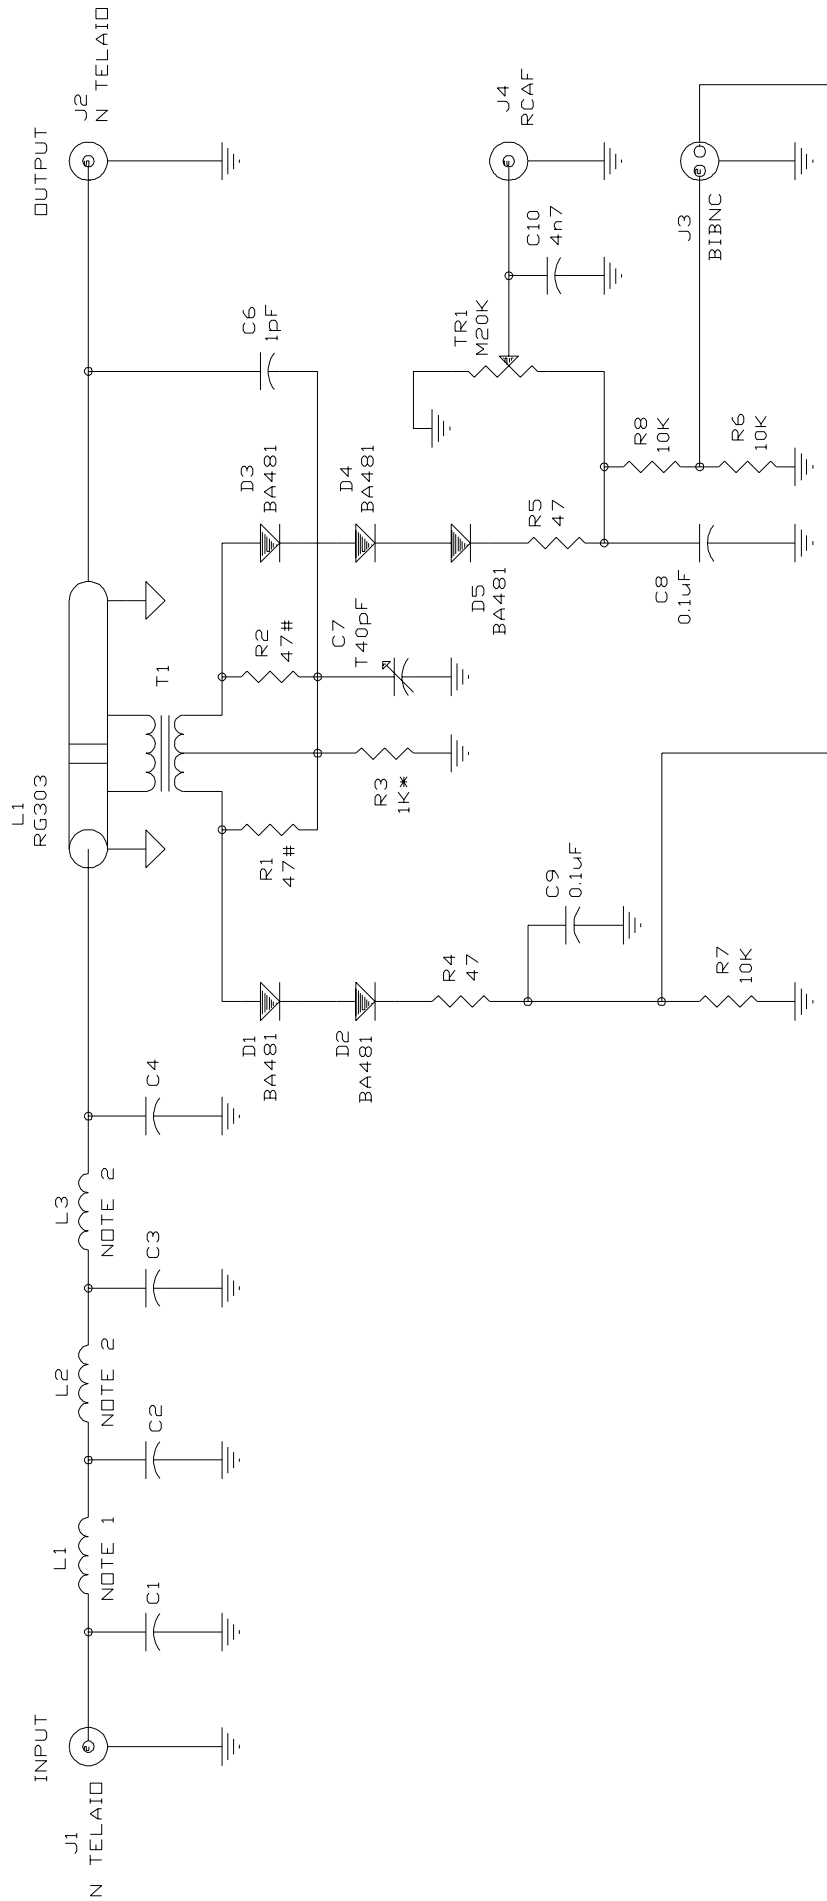 INPUT
J1
N TELAIO
C1
L1
NOTE 1
C2
L2
NOTE 2
C3
L3
NOTE 2
C4
L1
RG303
T1
OUTPUT
J2
N TELAIO
D1
BA481
D2
BA481
R4
47
C9
0.1uF
R7
10K
R1
47#
R3
1K*
R2
47#
C7
T40pF
D3
BA481
D4
BA481
D5
BA481
R5
47
C8
0.1uF
C6
1pF
TR1
M20K
C10
4n7
J4
RCAF
R8
10K
R6
10K
J3
BIBNC